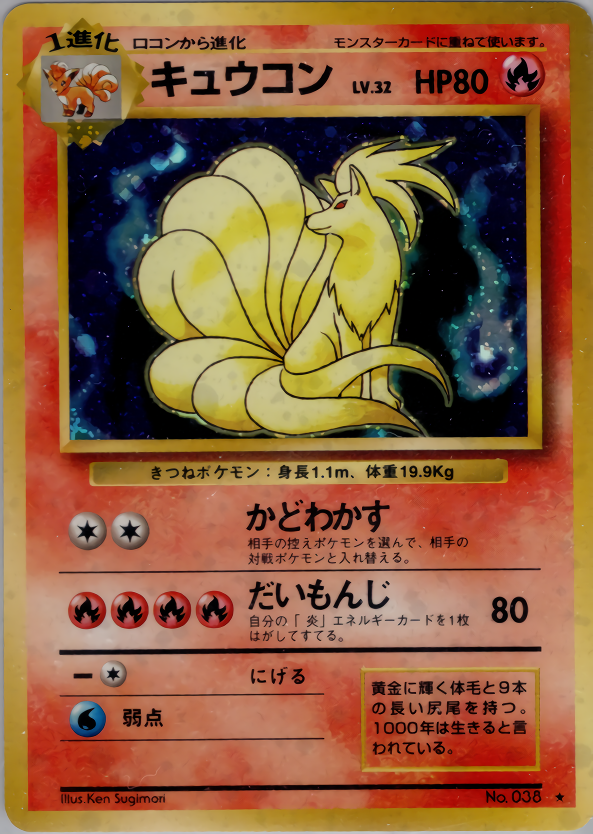 1進化
ロコンから進化
モンスターカードに重ねて使います。
キュウコン LV.32 HP80
きつねポケモン：身長1.1m、体重19.9Kg
かどわかす
相手の控えポケモンを選んで、相手の
対戦ポケモンと入れ替える。
だいもんじ 80
自分の「 炎」エネルギーカードを1枚
はがしてすてる。
ー にげる
弱点
黄金に輝く体毛と９本
の長い尻尾を持つ。
1000年は生きると言
われている。
Illus.Ken Sugimori
No. 038 ★